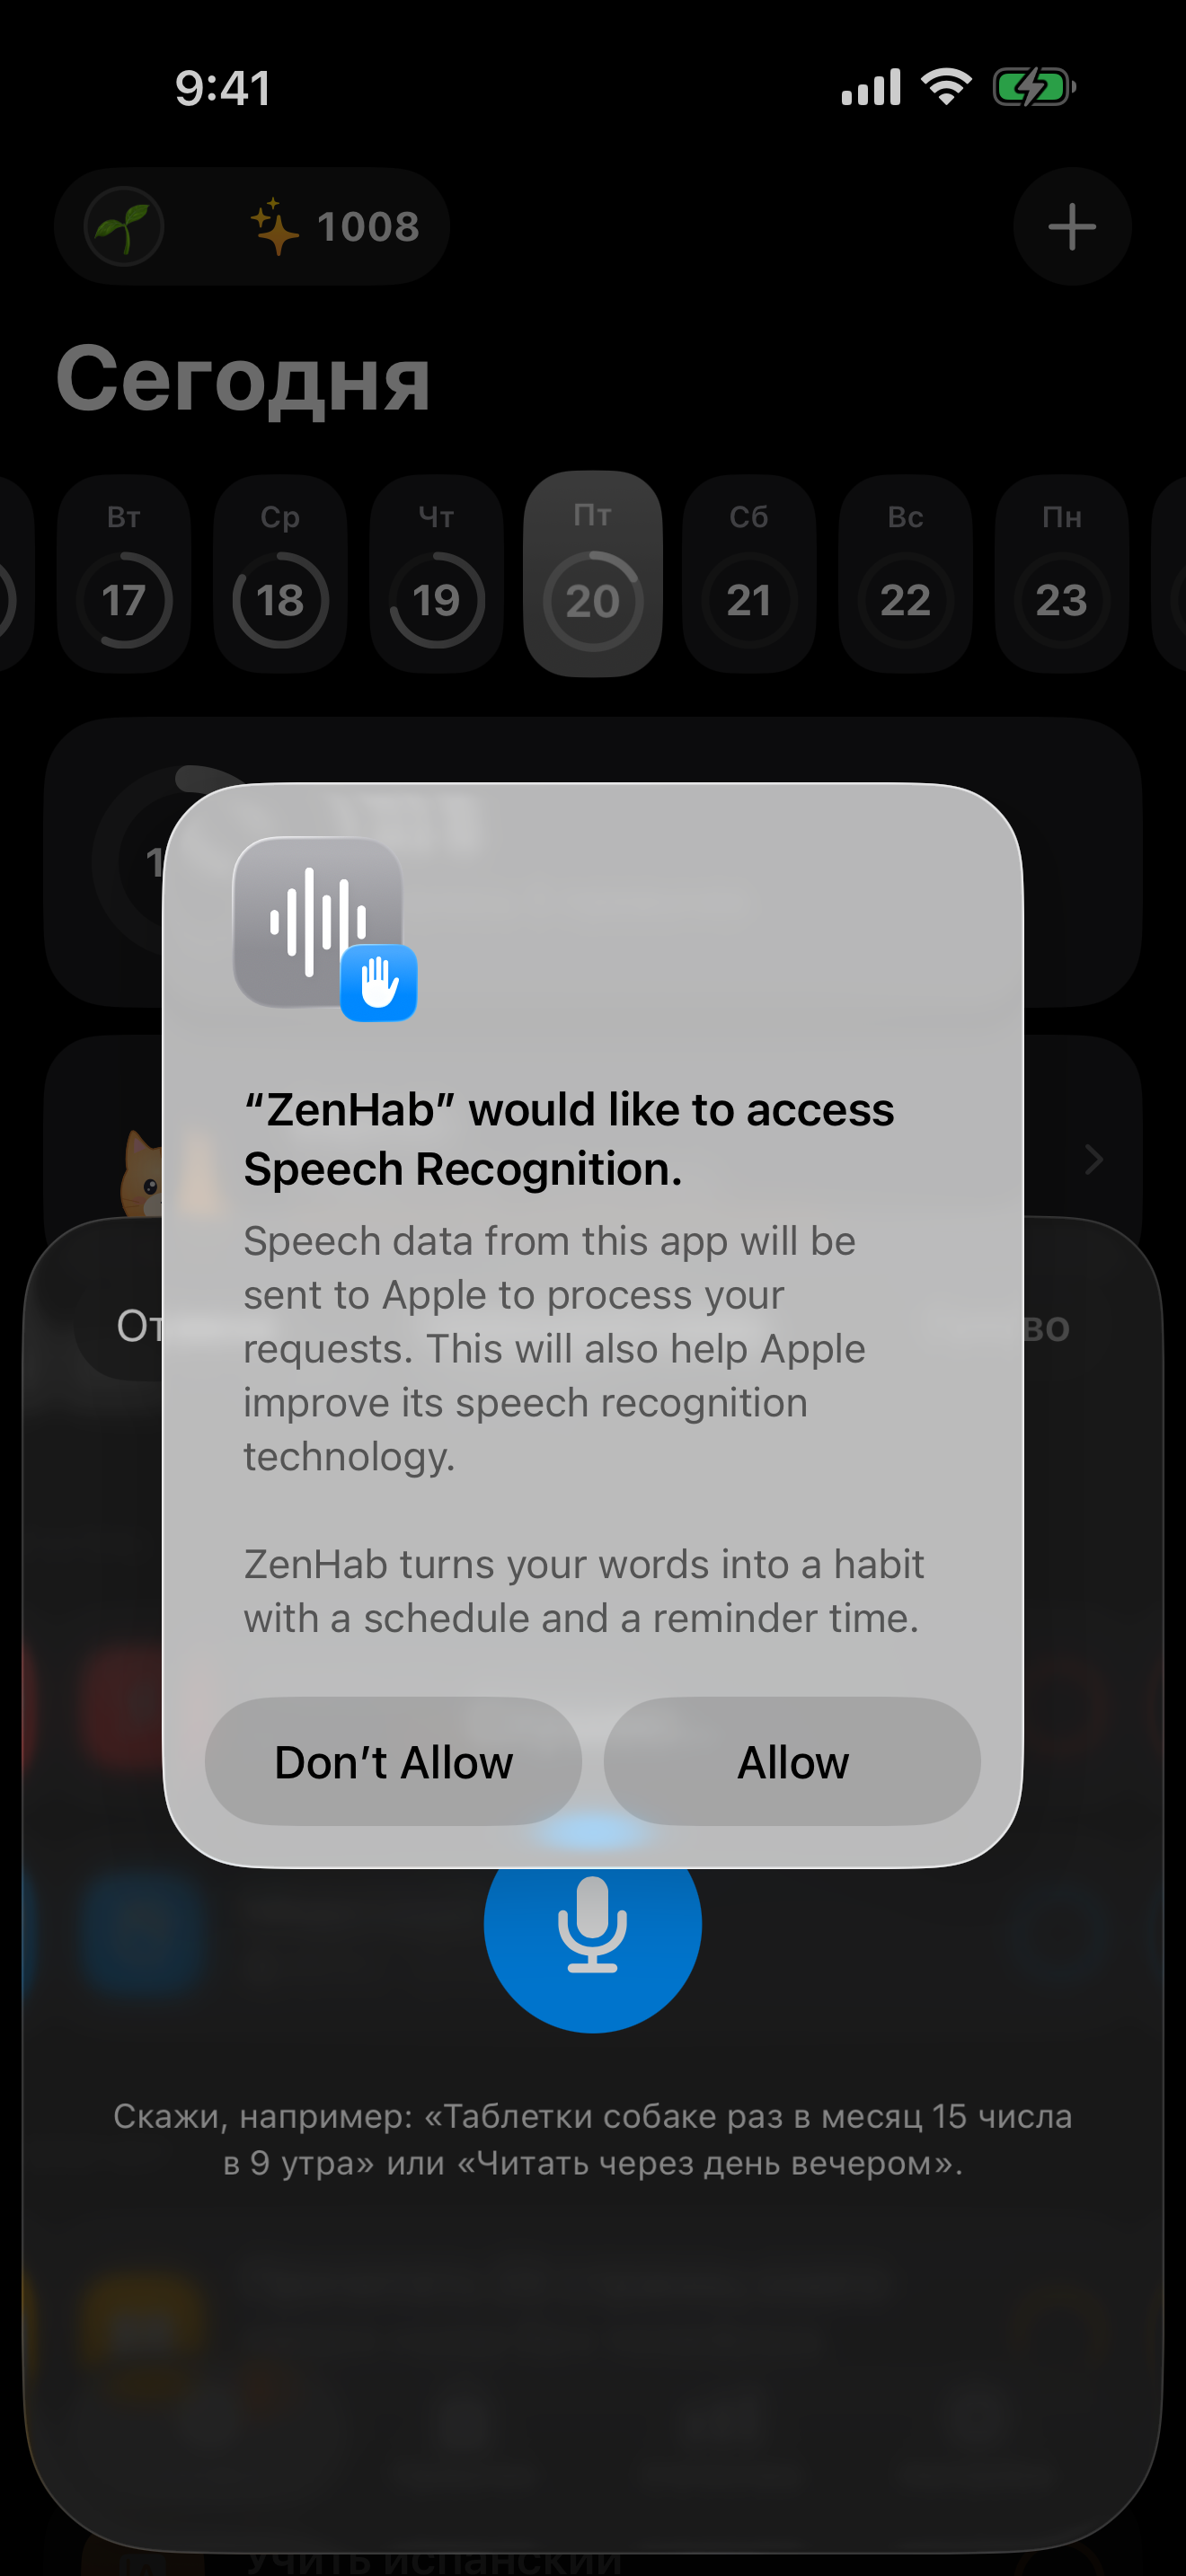 9:41
1008
Сегодня
Вт Ср Чт Пт Сб Вс Пн
17 18 19 20 21 22 23
“ZenHab” would like to access
Speech Recognition.
Speech data from this app will be
sent to Apple to process your
requests. This will also help Apple
improve its speech recognition
technology.
ZenHab turns your words into a habit
with a schedule and a reminder time.
Don’t Allow
Allow
Скажи, например: «Таблетки собаке раз в месяц 15 числа
в 9 утра» или «Читать через день вечером».
Учить испанский